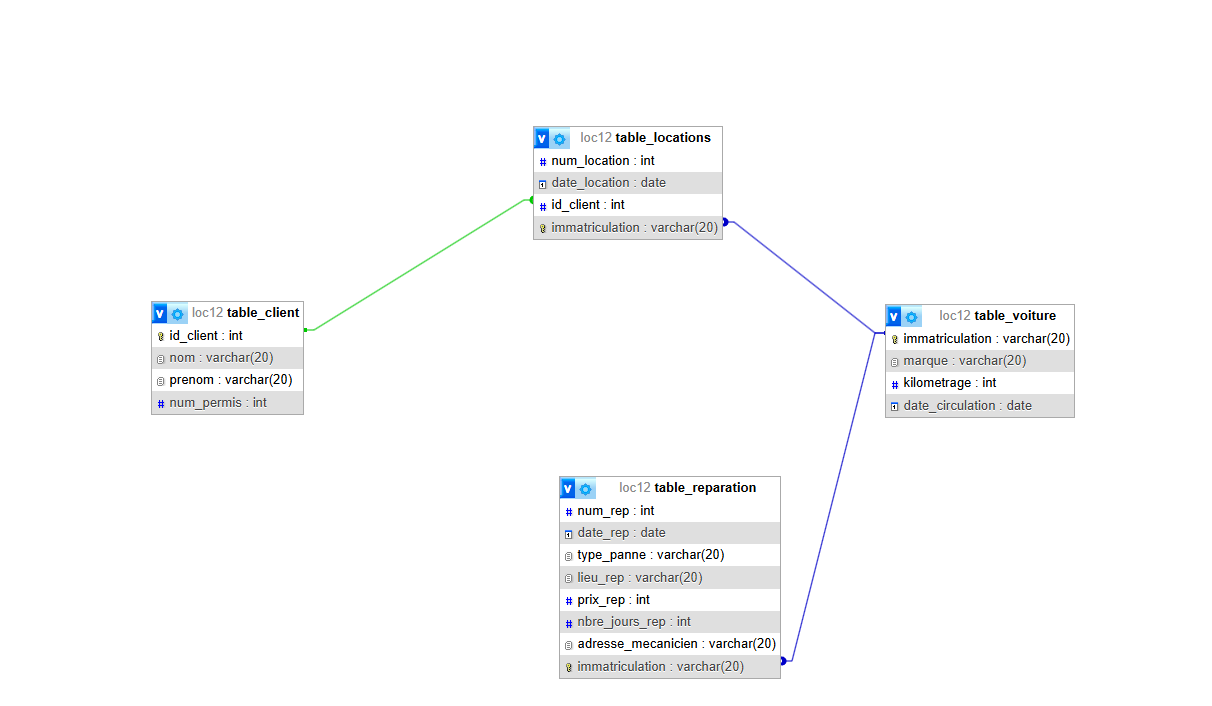 v loc12 table_locations
num_location : int
date_location : date
id_client : int
immatriculation : varchar(20)
v loc12 table_client
id_client : int
nom : varchar(20)
prenom : varchar(20)
num_permis : int
v loc12 table_voiture
immatriculation : varchar(20)
marque : varchar(20)
kilometrage : int
date_circulation : date
v loc12 table_reparation
num_rep : int
date_rep : date
type_panne : varchar(20)
lieu_rep : varchar(20)
prix_rep : int
nbre_jours_rep : int
adresse_mecanicien : varchar(20)
immatriculation : varchar(20)